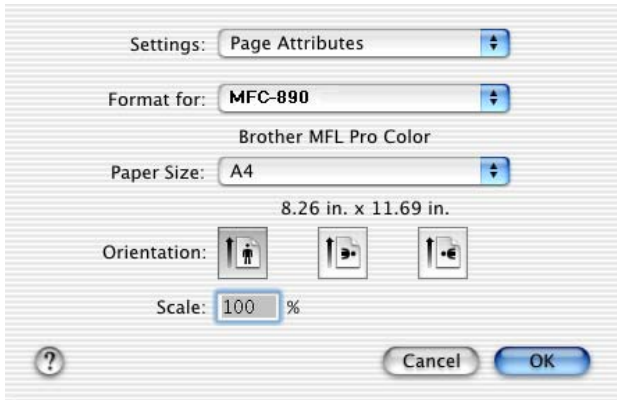 Settings: Page Attributes
Format for: MFC-890
Brother MFL Pro Color
Paper Size: A4
8.26 in. x 11.69 in.
Orientation:
Scale: 100 %
? Cancel OK